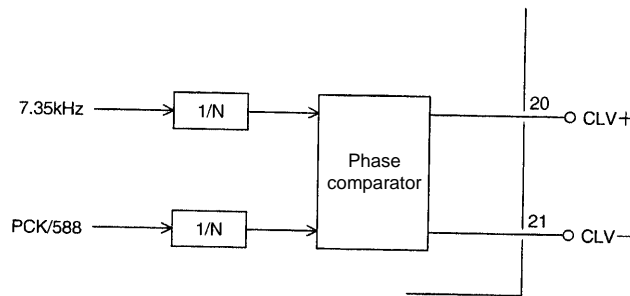 7.35kHz
1/N
20
CLV+
Phase
comparator
PCK/588
1/N
21
CLV−